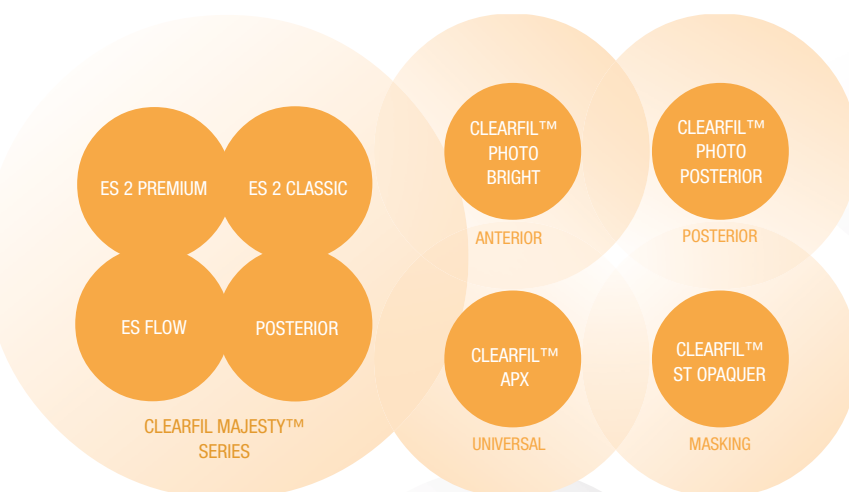 ES 2 PREMIUM
ES 2 CLASSIC
ES FLOW
POSTERIOR
CLEARFIL MAJESTY™
SERIES
CLEARFIL™
PHOTO
BRIGHT
ANTERIOR
CLEARFIL™
PHOTO
POSTERIOR
POSTERIOR
CLEARFIL™
APX
UNIVERSAL
CLEARFIL™
ST OPAQUER
MASKING